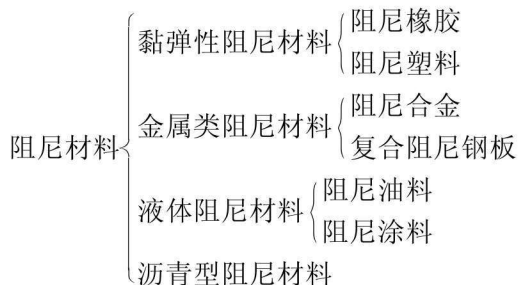 阻尼材料
黏弹性阻尼材料
阻尼橡胶
阻尼塑料
金属类阻尼材料
阻尼合金
复合阻尼钢板
液体阻尼材料
阻尼油料
阻尼涂料
沥青型阻尼材料